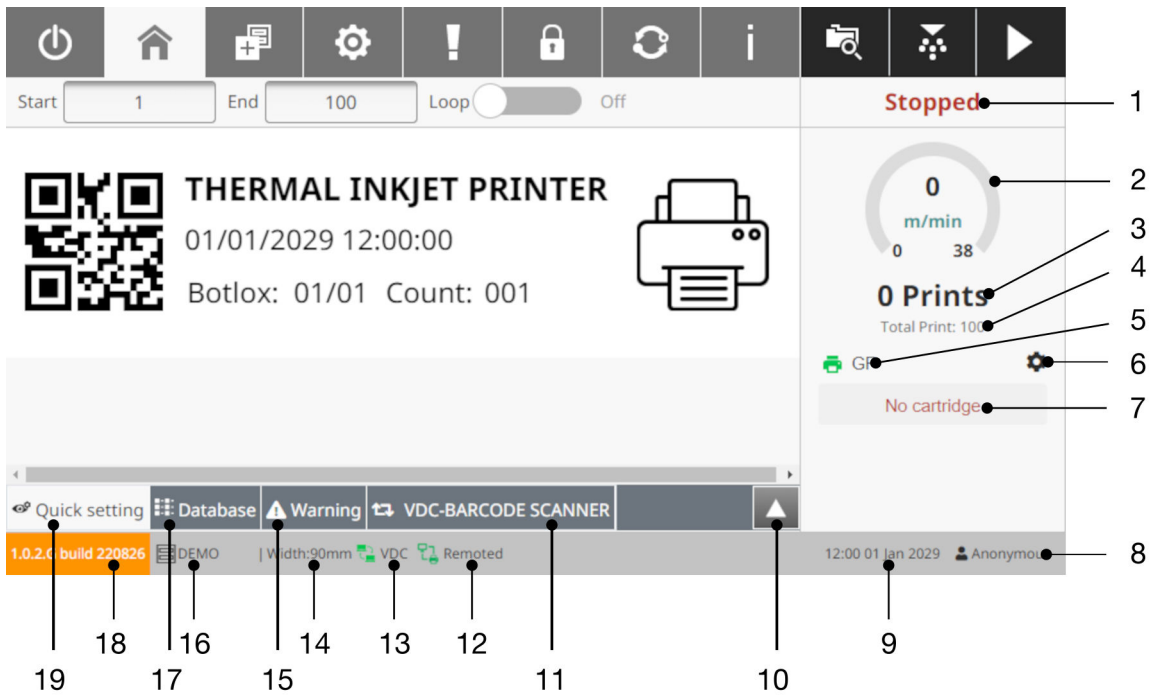 Start 1 End 100 Loop Off
Stopped 1
THERMAL INKJET PRINTER
01/01/2029 12:00:00
Botlox: 01/01 Count: 001
0 2
m/min 3
0 38
0 Prints 4
Total Print: 100 5
GP 6
No cartridge 7
Quick setting Database Warning VDC-BARCODE SCANNER
1.0.2.0 build 220826 DEMO | Width:90mm VDC Remoted 12:00 01 Jan 2029 Anonymous 8
18 16 14 13 12 9
19 17 15 11 10